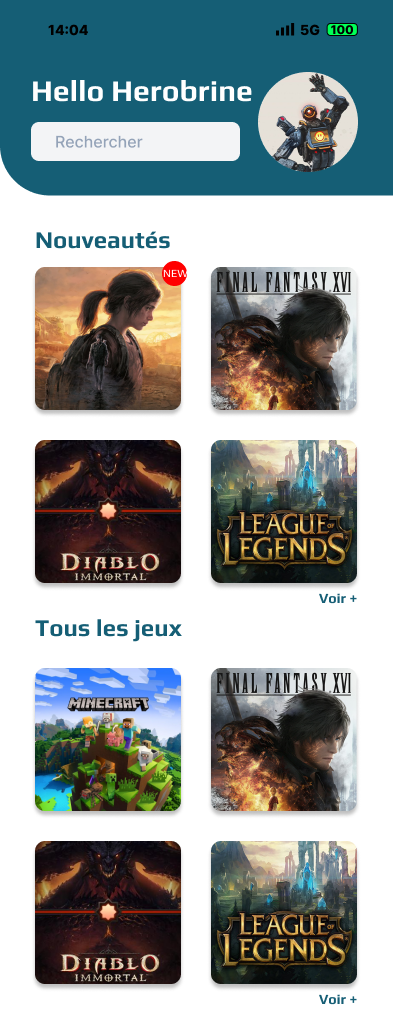 14:04
5G
100
Hello Herobrine
Rechercher
Nouveautés
NEW
FINAL FANTASY XVI
DIABLO
IMMORTAL
LEAGUE OF
LEGENDS
Voir +
Tous les jeux
MINECRAFT
FINAL FANTASY XVI
DIABLO
IMMORTAL
LEAGUE OF
LEGENDS
Voir +